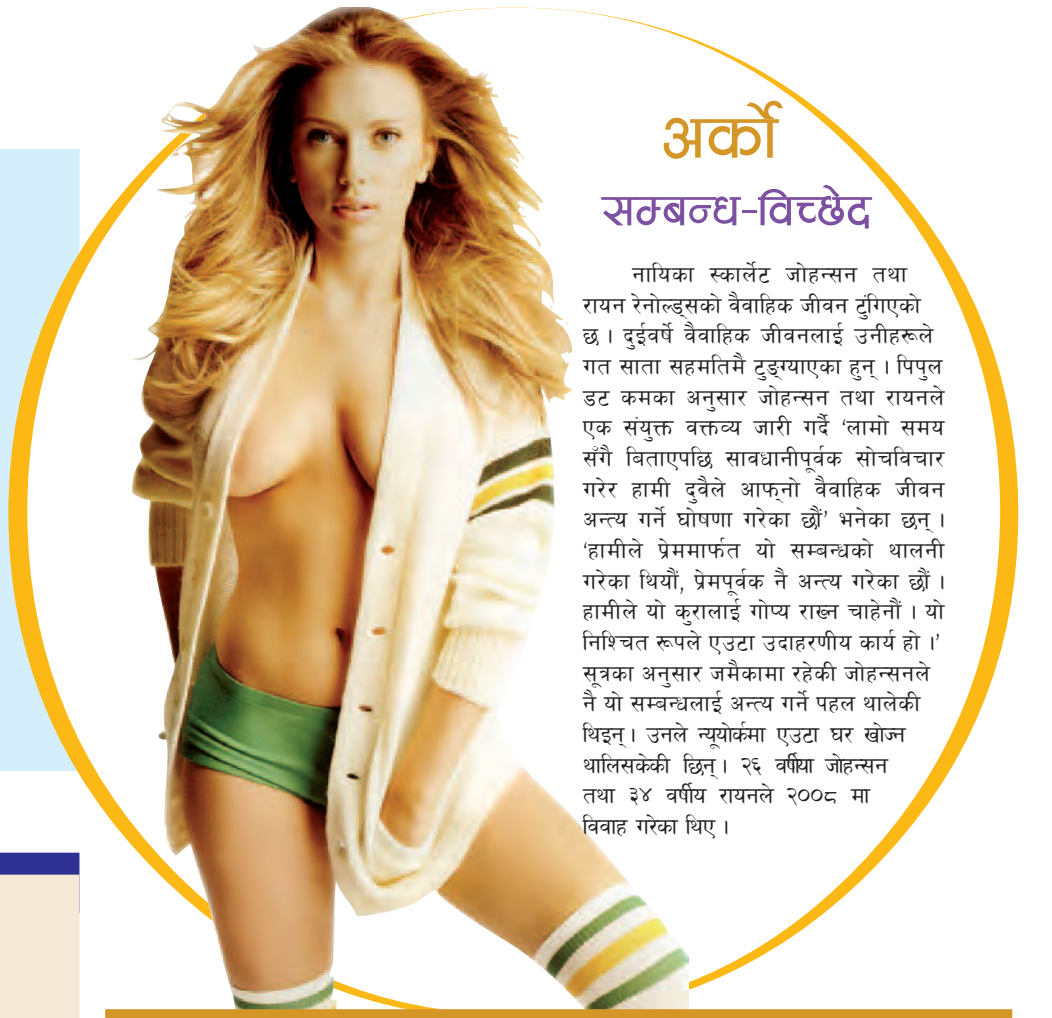 अर्को
सम्बन्ध-विच्छेद
नायिका स्कार्लेट जोहन्सन तथा
रायन रेनोल्ड्सको वैवाहिक जीवन टुंगिएको
छ । दुईवर्षे वैवाहिक जीवनलाई उनीहरूले
गत साता सहमतिमै टुङ्ग्याएका हुन् । पिपुल
डट कमका अनुसार जोहन्सन तथा रायनले
एक संयुक्त वक्तव्य जारी गर्दै ‘लामो समय
सँगै बिताएपछि सावधानीपूर्वक सोचविचार
गरेर हामी दुवैले आफ्नो वैवाहिक जीवन
अन्त्य गर्ने घोषणा गरेका छौं’ भनेका छन् ।
‘हामीले प्रेममार्फत यो सम्बन्धको थालनी
गरेका थियौं, प्रेमपूर्वक नै अन्त्य गरेका छौं ।
हामीले यो कुरालाई गोप्य राख्न चाहेनौं । यो
निश्चित रूपले एउटा उदाहरणीय कार्य हो ।’
सूत्रका अनुसार जमैकामा रहेकी जोहन्सनले
नै यो सम्बन्धलाई अन्त्य गर्ने पहल थालेकी
थिइन् । उनले न्यूयोर्कमा एउटा घर खोज्न
थालिसकेकी छिन् । २६ वर्षीया जोहन्सन
तथा ३४ वर्षीय रायनले २००८ मा
विवाह गरेका थिए ।